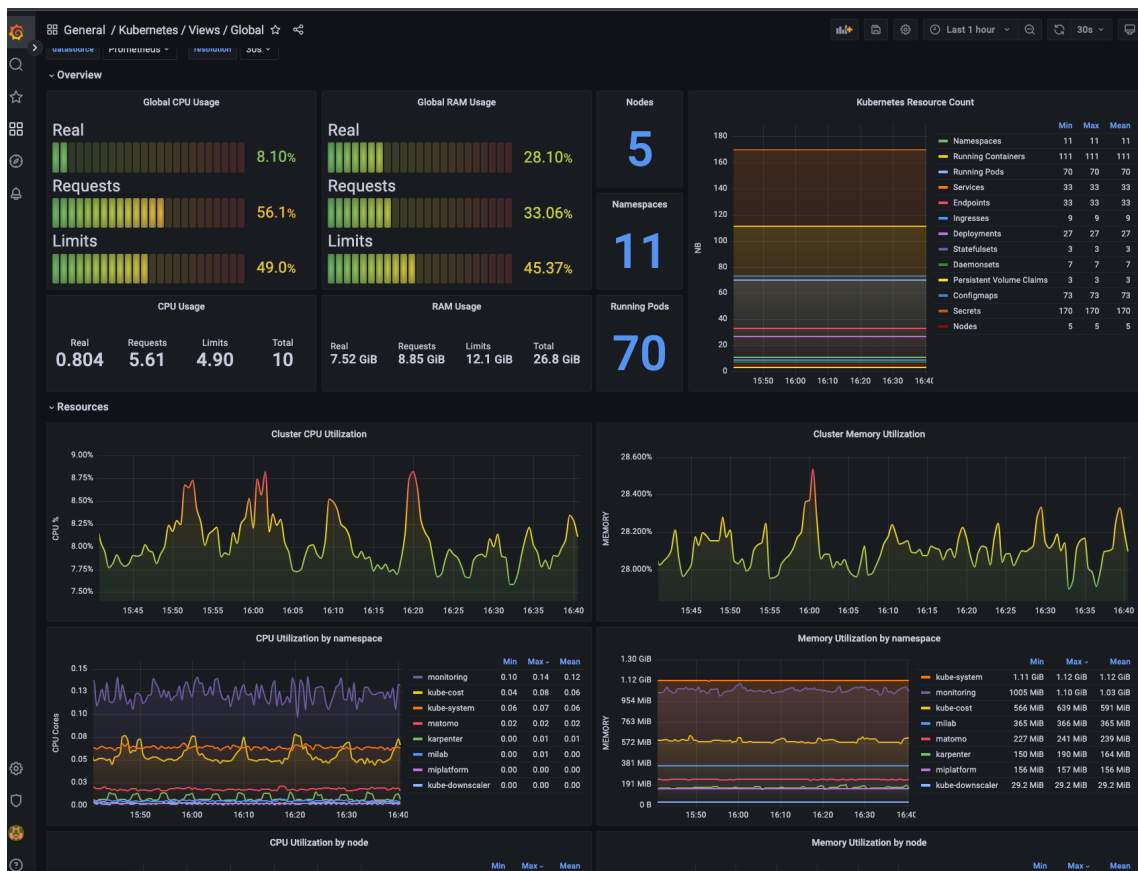 General / Kubernetes / Views / Global
Last 1 hour
30s
datasource Prometheus resolution 30s
Overview
Global CPU Usage
Real
8.10%
Requests
56.1%
Limits
49.0%
Global RAM Usage
Real
28.10%
Requests
33.06%
Limits
45.37%
Nodes
5
Namespaces
11
Kubernetes Resource Count
180
160
140
120
100
80
60
40
20
0
NB
15:50 16:00 16:10 16:20 16:30 16:40
Min Max Mean
Namespaces 11 11 11
Running Containers 111 111 111
Running Pods 70 70 70
Services 33 33 33
Endpoints 33 33 33
Ingresses 9 9 9
Deployments 27 27 27
Statefulsets 3 3 3
Daemonsets 7 7 7
Persistent Volume Claims 3 3 3
Configmaps 73 73 73
Secrets 170 170 170
Nodes 5 5 5
CPU Usage
Real Requests Limits Total
0.804 5.61 4.90 10
RAM Usage
Real Requests Limits Total
7.52 GiB 8.85 GiB 12.1 GiB 26.8 GiB
Running Pods
70
Resources
Cluster CPU Utilization
9.00%
8.75%
8.50%
8.25%
8.00%
7.75%
7.50%
CPU %
15:45 15:50 15:55 16:00 16:05 16:10 16:15 16:20 16:25 16:30 16:35 16:40
Cluster Memory Utilization
28.600%
28.400%
28.200%
28.000%
MEMORY
15:45 15:50 15:55 16:00 16:05 16:10 16:15 16:20 16:25 16:30 16:35 16:40
CPU Utilization by namespace
0.15
0.13
0.10
0.08
0.05
0.03
0.00
CPU Cores
15:50 16:00 16:10 16:20 16:30 16:40
Min Max Mean
monitoring 0.10 0.14 0.12
kube-cost 0.04 0.08 0.06
kube-system 0.06 0.07 0.06
matomo 0.02 0.02 0.02
karpenter 0.00 0.01 0.01
milab 0.00 0.01 0.00
miplatform 0.00 0.00 0.00
kube-downscaler 0.00 0.00 0.00
Memory Utilization by namespace
1.30 GiB
1.12 GiB
954 MiB
763 MiB
572 MiB
381 MiB
191 MiB
0 B
MEMORY
15:50 16:00 16:10 16:20 16:30 16:40
Min Max Mean
kube-system 1.11 GiB 1.12 GiB 1.12 GiB
monitoring 1005 MiB 1.10 GiB 1.03 GiB
kube-cost 566 MiB 639 MiB 591 MiB
milab 365 MiB 366 MiB 365 MiB
matomo 227 MiB 241 MiB 239 MiB
karpenter 150 MiB 190 MiB 164 MiB
miplatform 156 MiB 157 MiB 156 MiB
kube-downscaler 29.2 MiB 29.2 MiB 29.2 MiB
CPU Utilization by node
Min Max Mean
Memory Utilization by node
Min Max Mean